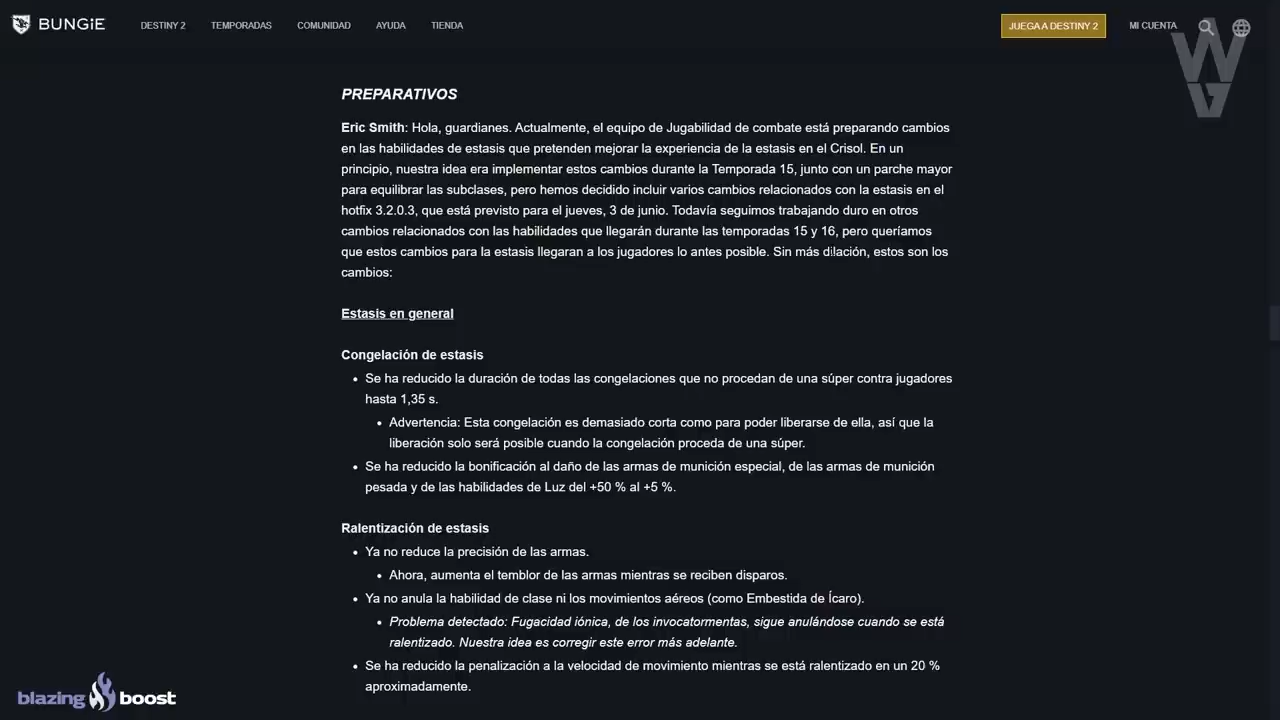 BUNGiE DESTINY 2 TEMPORADAS COMUNIDAD AYUDA TIENDA JUEGA A DESTINY 2 MI CUENTA
PREPARATIVOS
Eric Smith: Hola, guardianes. Actualmente, el equipo de Jugabilidad de combate está preparando cambios
en las habilidades de estasis que pretenden mejorar la experiencia de la estasis en el Crisol. En un
principio, nuestra idea era implementar estos cambios durante la Temporada 15, junto con un parche mayor
para equilibrar las subclases, pero hemos decidido incluir varios cambios relacionados con la estasis en el
hotfix 3.2.0.3, que está previsto para el jueves, 3 de junio. Todavía seguimos trabajando duro en otros
cambios relacionados con las habilidades que llegarán durante las temporadas 15 y 16, pero queríamos
que estos cambios para la estasis llegaran a los jugadores lo antes posible. Sin más dilación, estos son los
cambios:
Estasis en general
Congelación de estasis
• Se ha reducido la duración de todas las congelaciones que no procedan de una súper contra jugadores
hasta 1,35 s.
• Advertencia: Esta congelación es demasiado corta como para poder liberarse de ella, así que la
liberación solo será posible cuando la congelación proceda de una súper.
• Se ha reducido la bonificación al daño de las armas de munición especial, de las armas de munición
pesada y de las habilidades de Luz del +50 % al +5 %.
Ralentización de estasis
• Ya no reduce la precisión de las armas.
• Ahora, aumenta el temblor de las armas mientras se reciben disparos.
• Ya no anula la habilidad de clase ni los movimientos aéreos (como Embestida de Ícaro).
• Problema detectado: Fugacidad iónica, de los invocatormentas, sigue anulándose cuando se está
ralentizado. Nuestra idea es corregir este error más adelante.
• Se ha reducido la penalización a la velocidad de movimiento mientras se está ralentizado en un 20 %
aproximadamente.
blazing boost